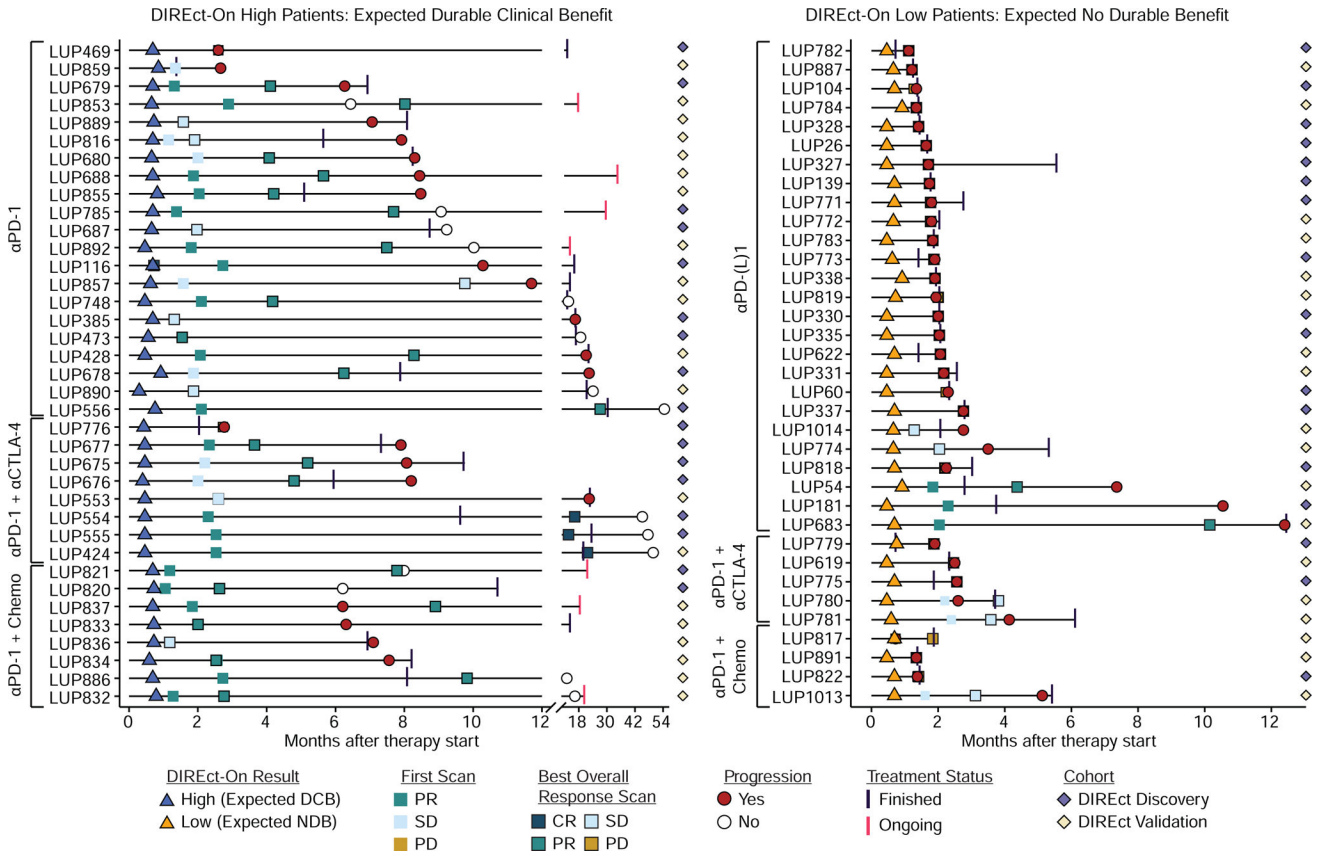 DIREct-On High Patients: Expected Durable Clinical Benefit
αPD-1
LUP469
LUP859
LUP679
LUP853
LUP889
LUP816
LUP680
LUP688
LUP855
LUP785
LUP687
LUP892
LUP116
LUP857
LUP748
LUP385
LUP473
LUP428
LUP678
LUP890
LUP556
αPD-1 + αCTLA-4
LUP776
LUP677
LUP675
LUP676
LUP553
LUP554
LUP555
LUP424
αPD-1 + Chemo
LUP821
LUP820
LUP837
LUP833
LUP836
LUP834
LUP886
LUP832
0 2 4 6 8 10 12 18 30 42 54
Months after therapy start
DIREct-On Low Patients: Expected No Durable Benefit
αPD-(L)1
LUP782
LUP887
LUP104
LUP784
LUP328
LUP26
LUP327
LUP139
LUP771
LUP772
LUP783
LUP773
LUP338
LUP819
LUP330
LUP335
LUP622
LUP331
LUP60
LUP337
LUP1014
LUP774
LUP818
LUP54
LUP181
LUP683
αPD-1 +
αCTLA-4
LUP779
LUP619
LUP775
LUP780
LUP781
αPD-1 +
Chemo
LUP817
LUP891
LUP822
LUP1013
0 2 4 6 8 10 12
Months after therapy start
DIREct-On Result
High (Expected DCB)
Low (Expected NDB)
First Scan
PR
SD
PD
Best Overall
Response Scan
CR SD
PR PD
Progression
Yes
No
Treatment Status
Finished
Ongoing
Cohort
DIREct Discovery
DIREct Validation